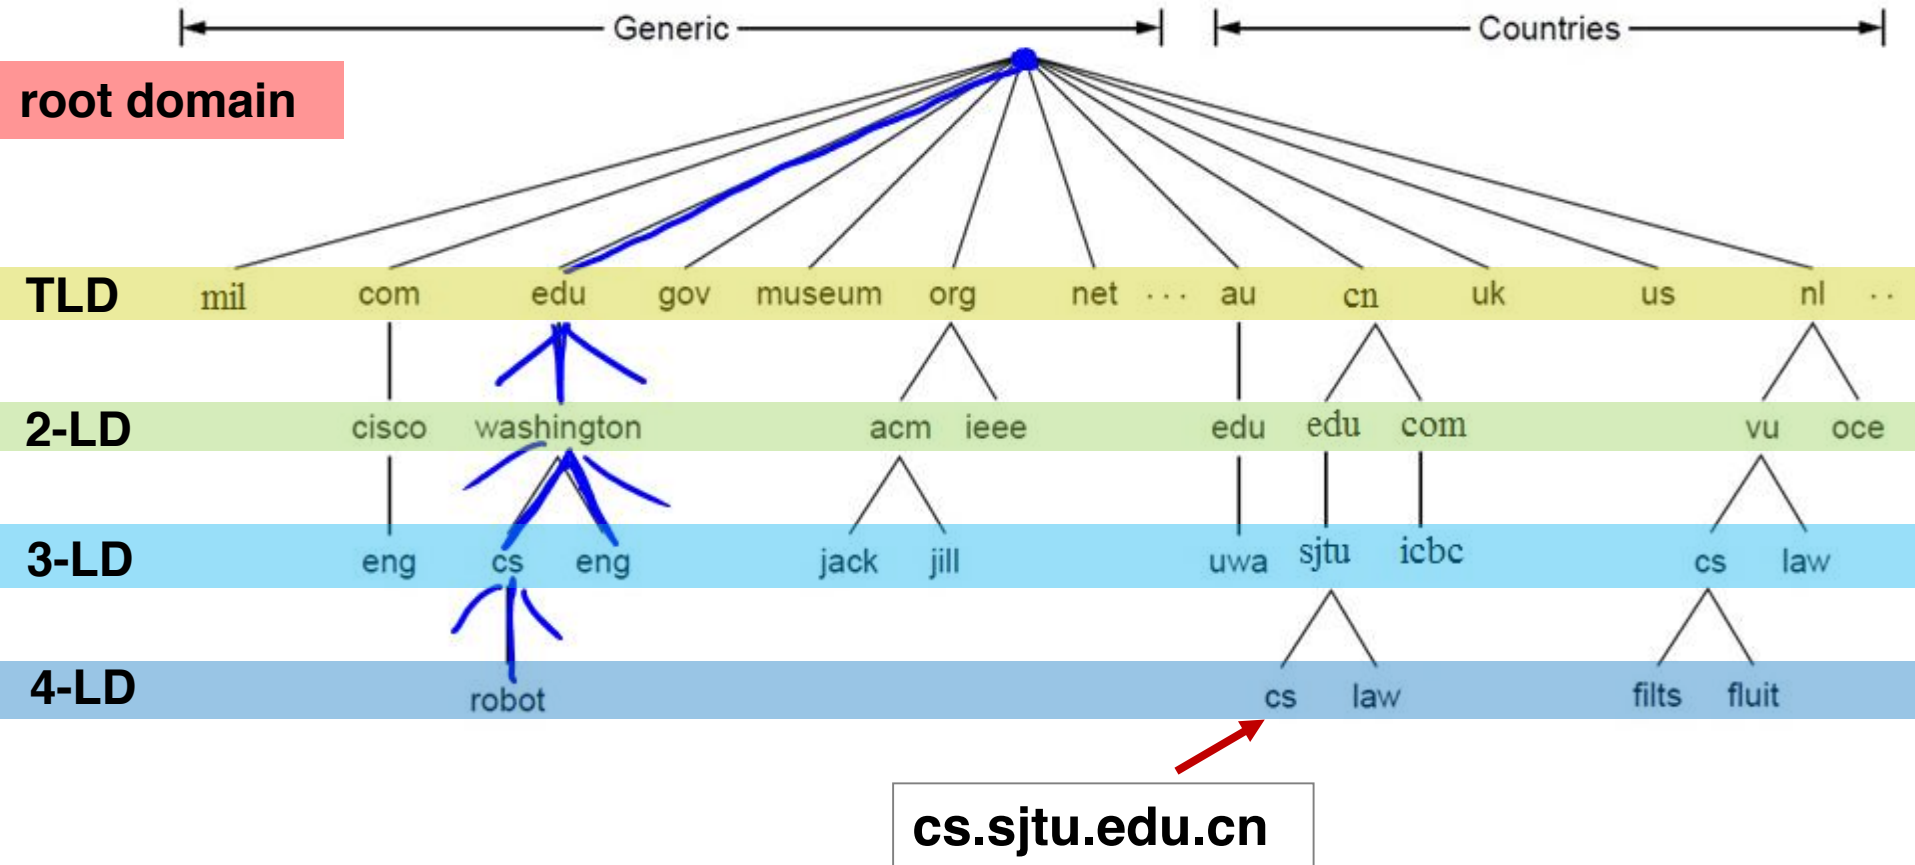 Generic Countries
root domain
TLD mil com edu gov museum org net ... au cn uk us nl ..
2-LD cisco washington acm ieee edu edu com vu oce
3-LD eng cs eng jack jill uwa sjtu icbc cs law
4-LD robot cs law filts fluit
cs.sjtu.edu.cn